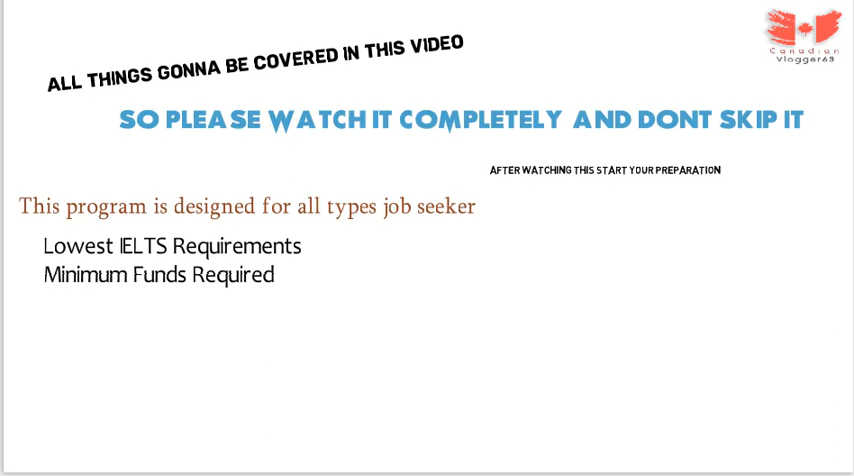 Canadian
Vlogger63
ALL THINGS GONNA BE COVERED IN THIS VIDEO
SO PLEASE WATCH IT COMPLETELY AND DONT SKIP IT
AFTER WATCHING THIS START YOUR PREPARATION
This program is designed for all types job seeker
Lowest IELTS Requirements
Minimum Funds Required